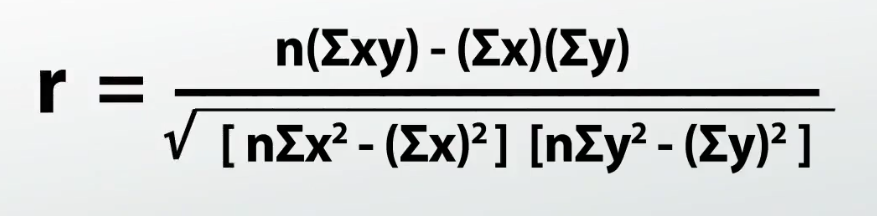 r = n(Σxy) - (Σx)(Σy)
√ [ nΣx² - (Σx)² ] [nΣy² - (Σy)² ]